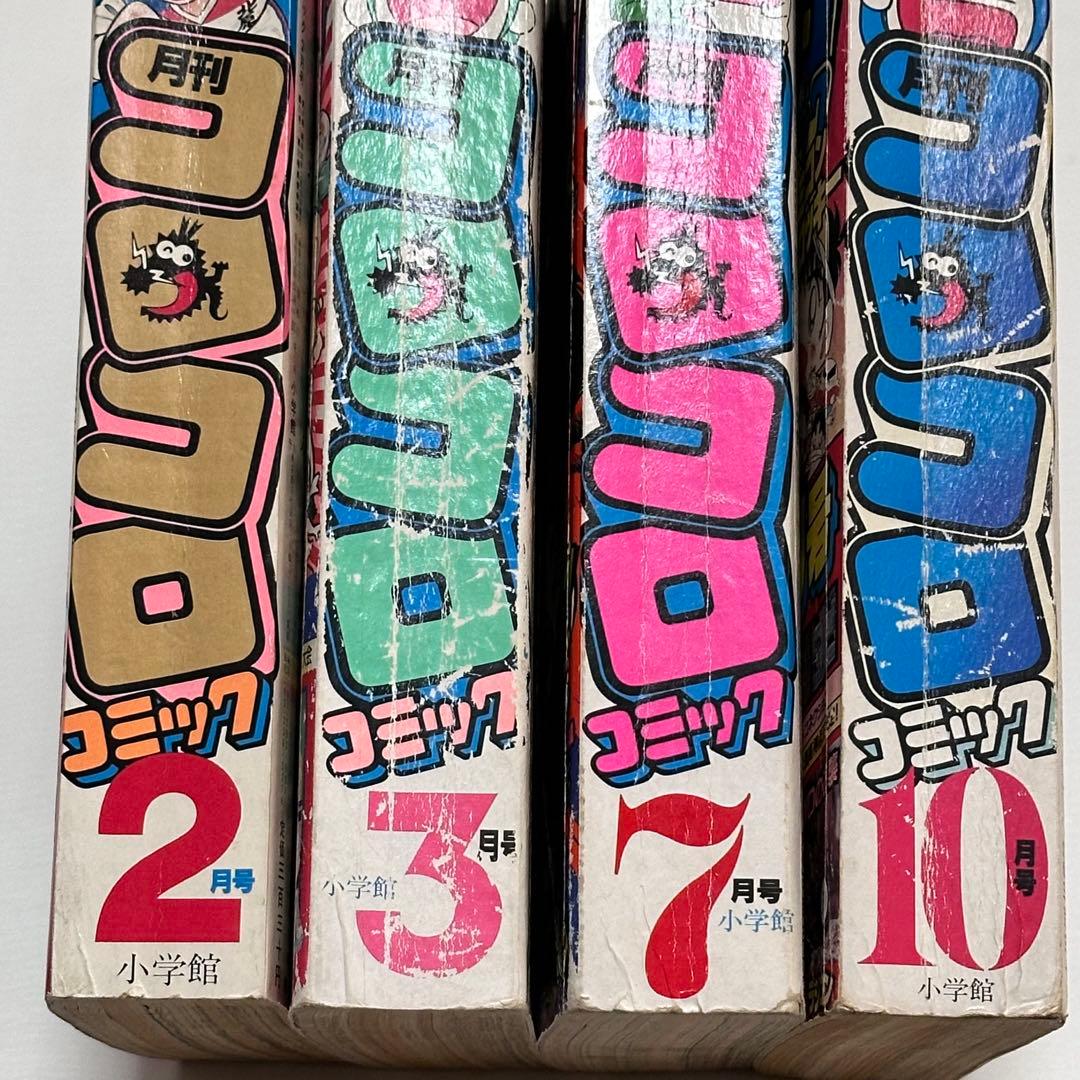 月刊
コロコロ
コミック
2
月号
小学館
月刊
コロコロ
コミック
3
月号
小学館
月刊
コロコロ
コミック
7
月号
小学館
月刊
コロコロ
コミック
10
月号
小学館